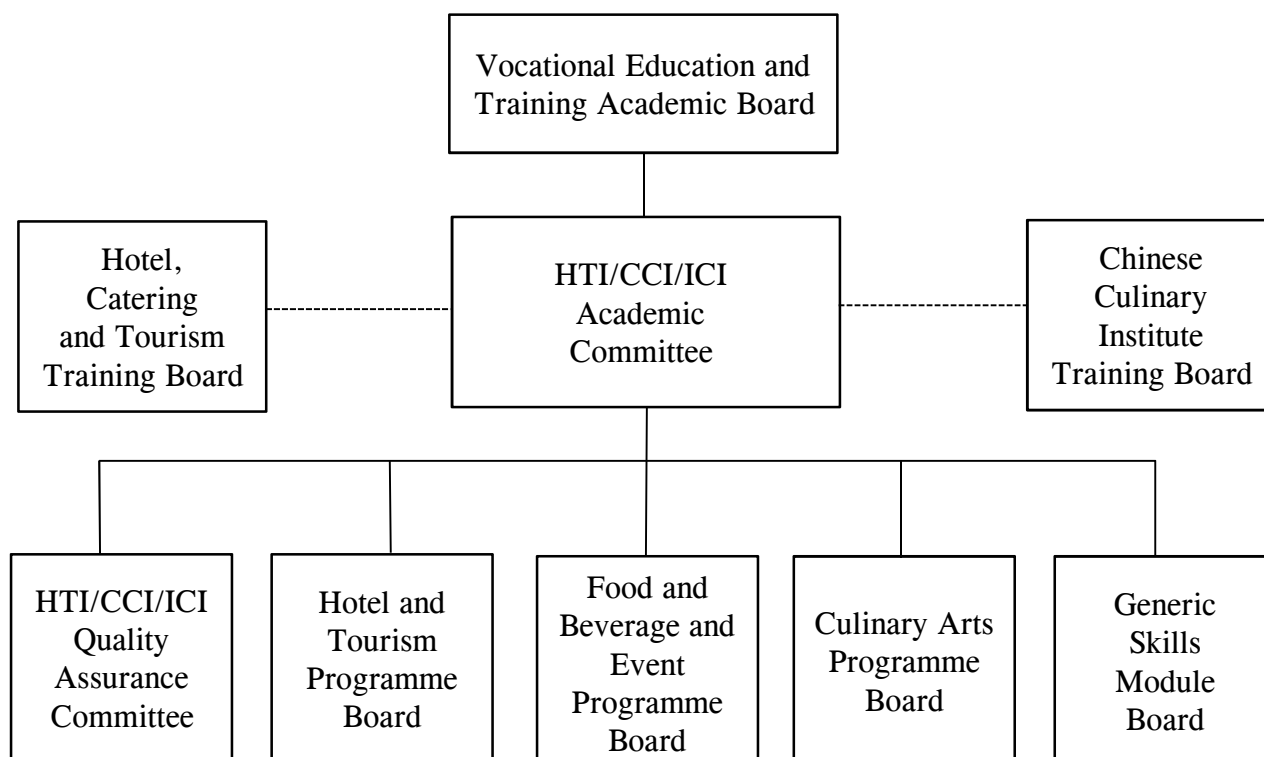 Vocational Education and
Training Academic Board
Hotel,
Catering
and Tourism
Training Board
HTI/CCI/ICI
Academic
Committee
Chinese
Culinary
Institute
Training Board
HTI/CCI/ICI
Quality
Assurance
Committee
Hotel and
Tourism
Programme
Board
Food and
Beverage and
Event
Programme
Board
Culinary Arts
Programme
Board
Generic
Skills
Module
Board